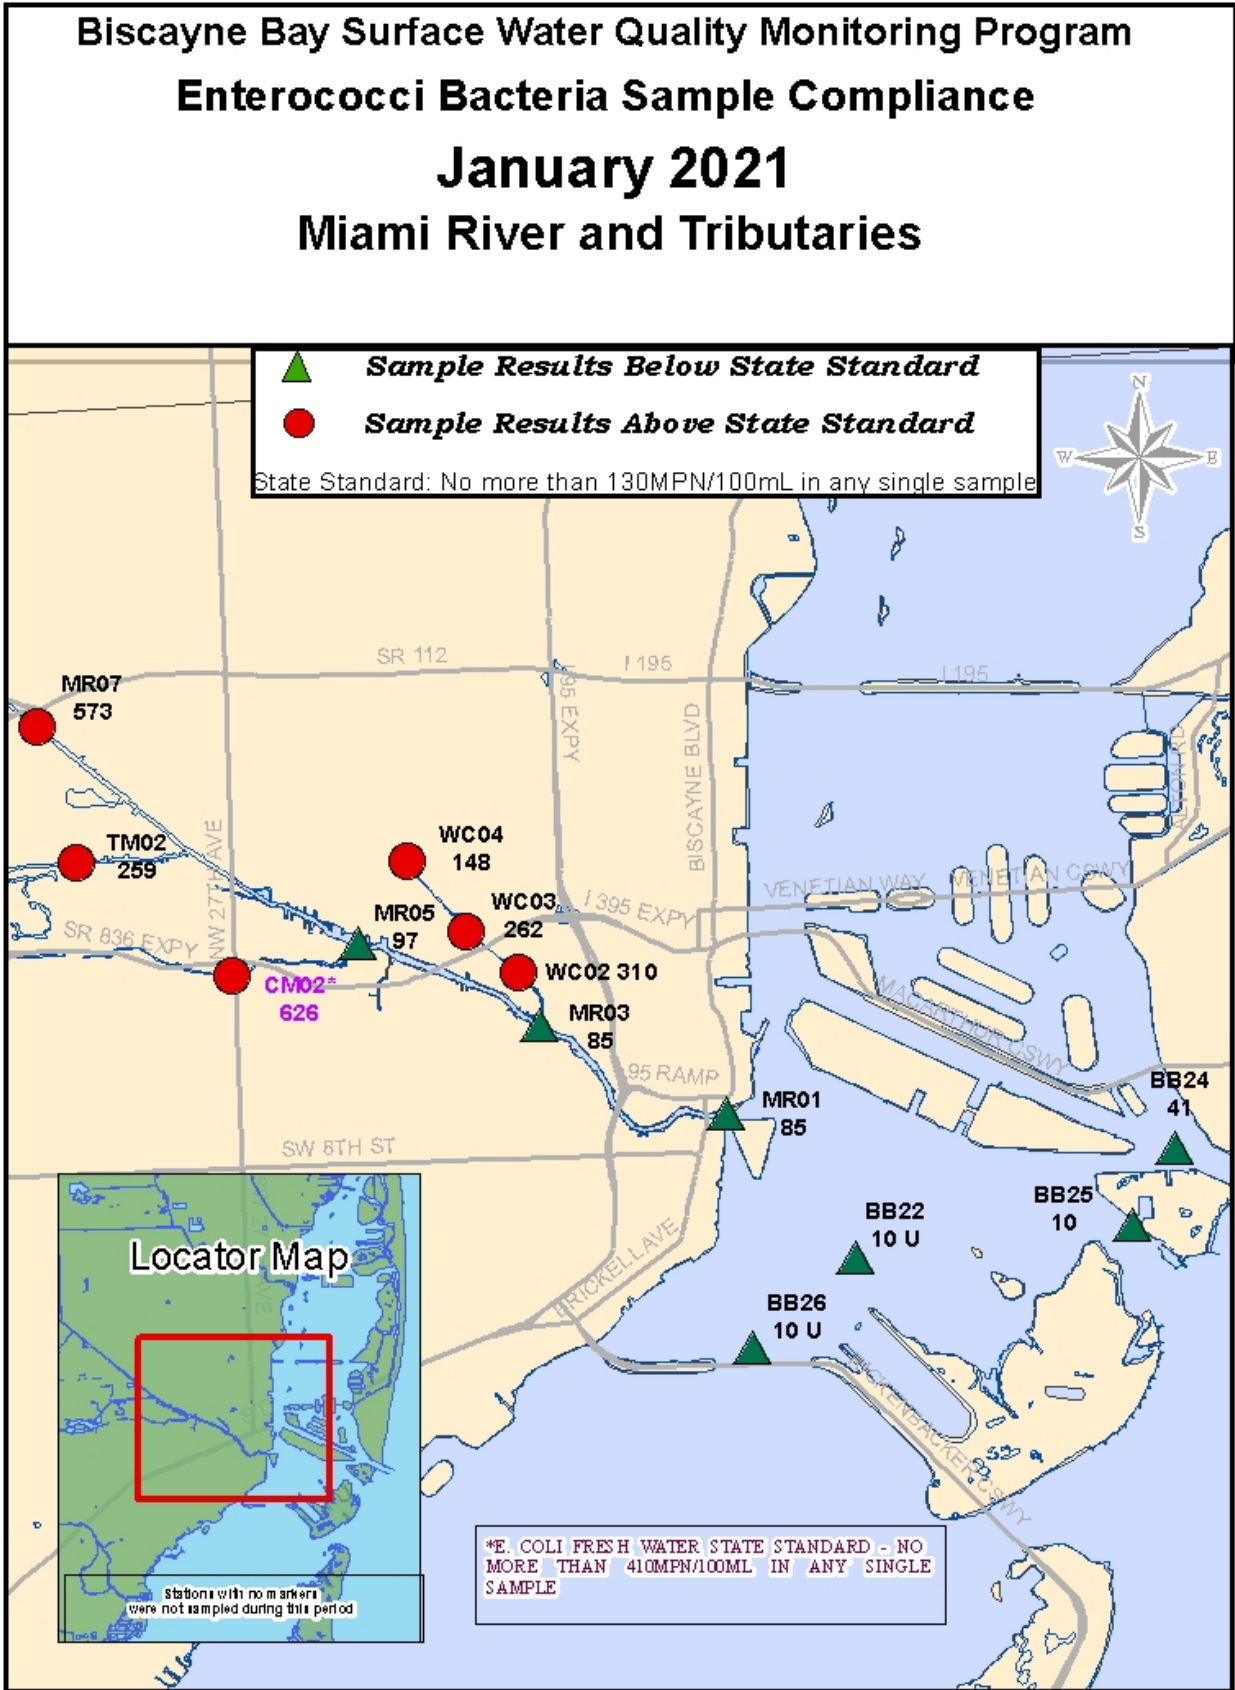 Biscayne Bay Surface Water Quality Monitoring Program
Enterococci Bacteria Sample Compliance
January 2021
Miami River and Tributaries
Sample Results Below State Standard
Sample Results Above State Standard
State Standard: No more than 130MPN/100mL in any single sample
N
W
E
S
SR 112
I 195
I 195
MR07
573
I 95 EXPY
BISCAYNE BLVD
ALTON RD
TM02
259
NW 27TH AVE
WC04
148
VENETIAN WAY
VENETIAN CSWY
WC03
262
I 395 EXPY
MR05
97
SR 836 EXPY
CM02*
626
WC02 310
MR03
85
MACARTHUR CSWY
95 RAMP
MR01
85
BB24
41
SW 8TH ST
BB25
10
BB22
10 U
BRICKELL AVE
BB26
10 U
RICKENBACKER CSWY
Locator Map
Stations with no markers
were not sampled during this period
*E. COLI FRESH WATER STATE STANDARD - NO
MORE THAN 410MPN/100ML IN ANY SINGLE
SAMPLE